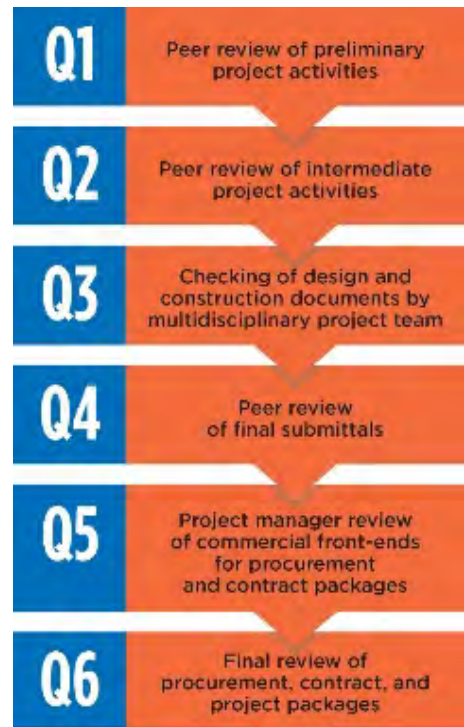 Q1
Peer review of preliminary
project activities
Q2
Peer review of intermediate
project activities
Q3
Checking of design and
construction documents by
multidisciplinary project team
Q4
Peer review
of final submittals
Q5
Project manager review
of commercial front-ends
for procurement
and contract packages
Q6
Final review of
procurement, contract, and
project packages